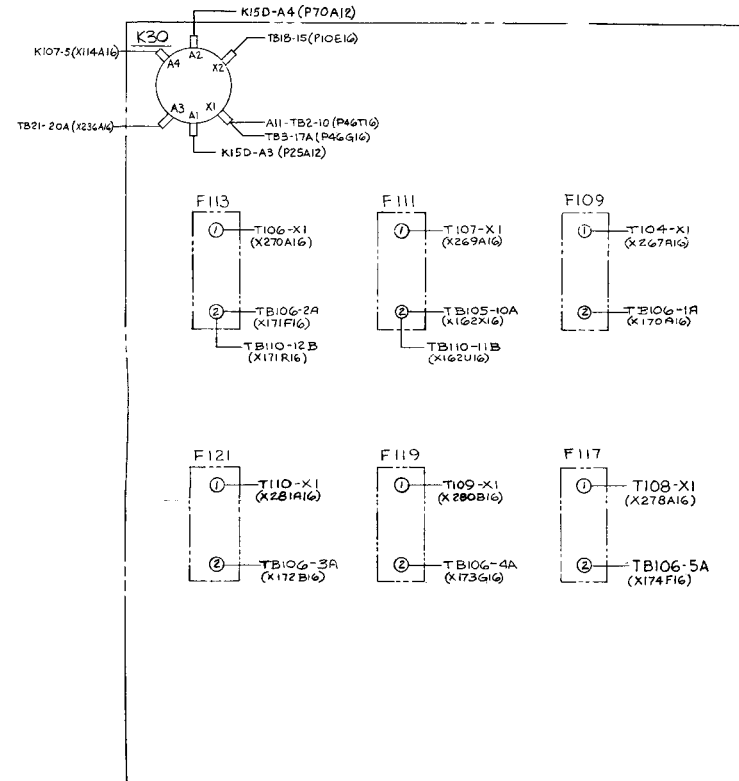 K15D-A4 (P70A12)
K30
TB18-15 (P10E16)
K107-5 (X114A16)
A2
A4
X2
A3
A1
X1
TB21-20A (X236A16)
A11-TB2-10 (P46T16)
TB3-17A (P46G16)
K15D-A3 (P25A12)
F113
F111
F109
1
T106-X1
(X270A16)
1
T107-X1
(X269A16)
1
T104-X1
(X267A16)
2
TB106-2A
(X171F16)
2
TB105-10A
(X162X16)
2
TB106-1A
(X170A16)
TB110-12B
(X171R16)
TB110-11B
(X162U16)
F121
F119
F117
1
T110-X1
(X281A16)
1
T109-X1
(X280B16)
1
T108-X1
(X278A16)
2
TB106-3A
(X172B16)
2
TB106-4A
(X173G16)
2
TB106-5A
(X174F16)